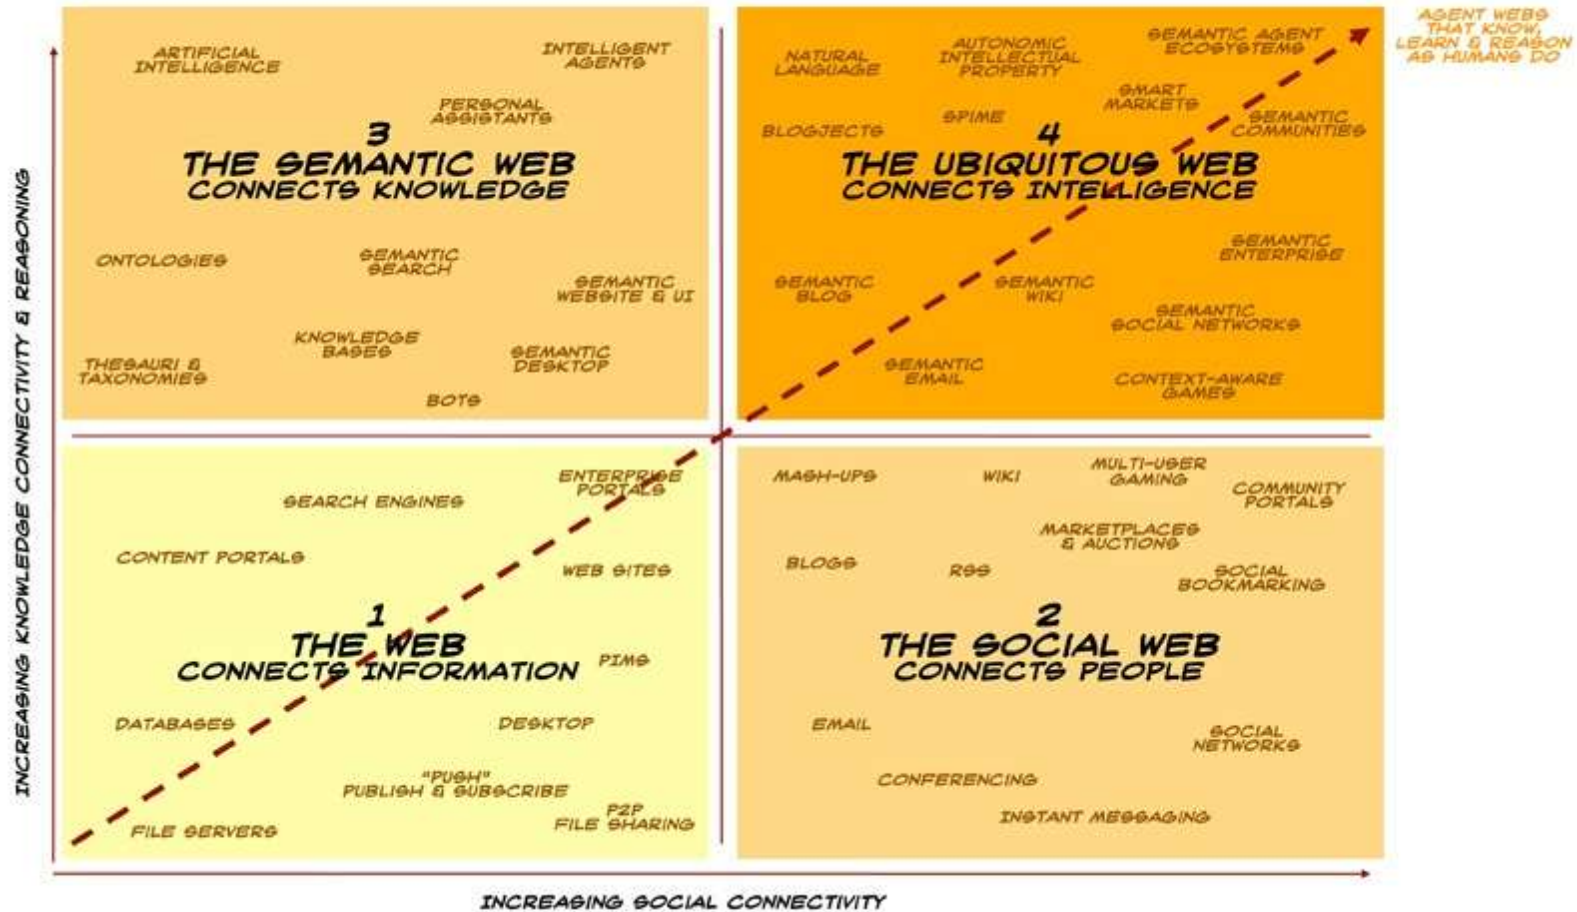 AGENT WEBS
THAT KNOW,
LEARN & REASON
AS HUMANS DO
INCREASING KNOWLEDGE CONNECTIVITY & REASONING
ARTIFICIAL
INTELLIGENCE
INTELLIGENT
AGENTS
PERSONAL
ASSISTANTS
3
THE SEMANTIC WEB
CONNECTS KNOWLEDGE
ONTOLOGIES
SEMANTIC
SEARCH
SEMANTIC
WEBSITE & UI
KNOWLEDGE
BASES
SEMANTIC
DESKTOP
THESAURI &
TAXONOMIES
BOTS
NATURAL
LANGUAGE
AUTONOMIC
INTELLECTUAL
PROPERTY
SEMANTIC AGENT
ECOSYSTEMS
SMART
MARKETS
SPIME
SEMANTIC
COMMUNITIES
BLOGJECTS
4
THE UBIQUITOUS WEB
CONNECTS INTELLIGENCE
SEMANTIC
ENTERPRISE
SEMANTIC
BLOG
SEMANTIC
WIKI
SEMANTIC
SOCIAL NETWORKS
SEMANTIC
EMAIL
CONTEXT-AWARE
GAMES
ENTERPRISE
PORTALS
SEARCH ENGINES
CONTENT PORTALS
WEB SITES
1
THE WEB
CONNECTS INFORMATION
PIMS
DATABASES
DESKTOP
"PUSH"
PUBLISH & SUBSCRIBE
P2P
FILE SHARING
FILE SERVERS
MASH-UPS
WIKI
MULTI-USER
GAMING
COMMUNITY
PORTALS
MARKETPLACES
& AUCTIONS
BLOGS
RSS
SOCIAL
BOOKMARKING
2
THE SOCIAL WEB
CONNECTS PEOPLE
EMAIL
SOCIAL
NETWORKS
CONFERENCING
INSTANT MESSAGING
INCREASING SOCIAL CONNECTIVITY